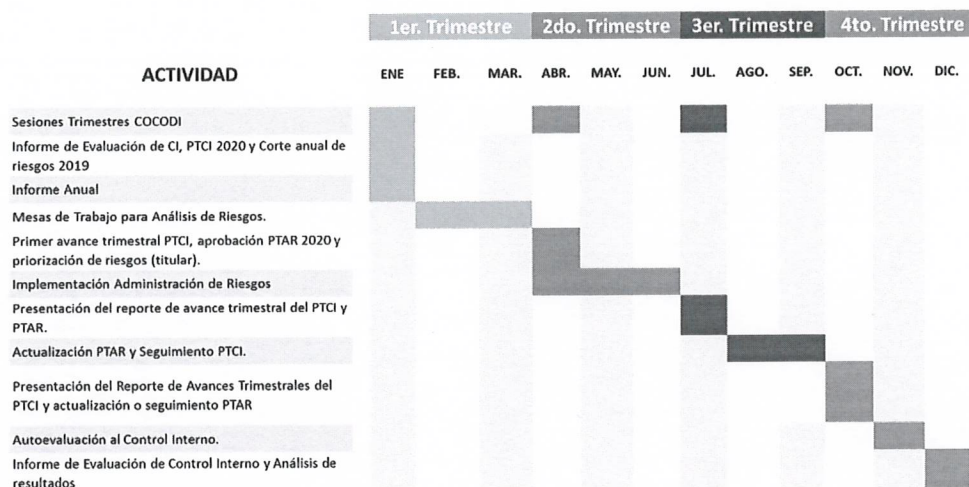 1er. Trimestre 2do. Trimestre 3er. Trimestre 4to. Trimestre
ACTIVIDAD ENE FEB. MAR. ABR. MAY. JUN. JUL. AGO. SEP. OCT. NOV. DIC.
Sesiones Trimestres COCODI
Informe de Evaluación de CI, PTCI 2020 y Corte anual de
riesgos 2019
Informe Anual
Mesas de Trabajo para Análisis de Riesgos.
Primer avance trimestral PTCI, aprobación PTAR 2020 y
priorización de riesgos (titular).
Implementación Administración de Riesgos
Presentación del reporte de avance trimestral del PTCI y
PTAR.
Actualización PTAR y Seguimiento PTCI.
Presentación del Reporte de Avances Trimestrales del
PTCI y actualización o seguimiento PTAR
Autoevaluación al Control Interno.
Informe de Evaluación de Control Interno y Análisis de
resultados